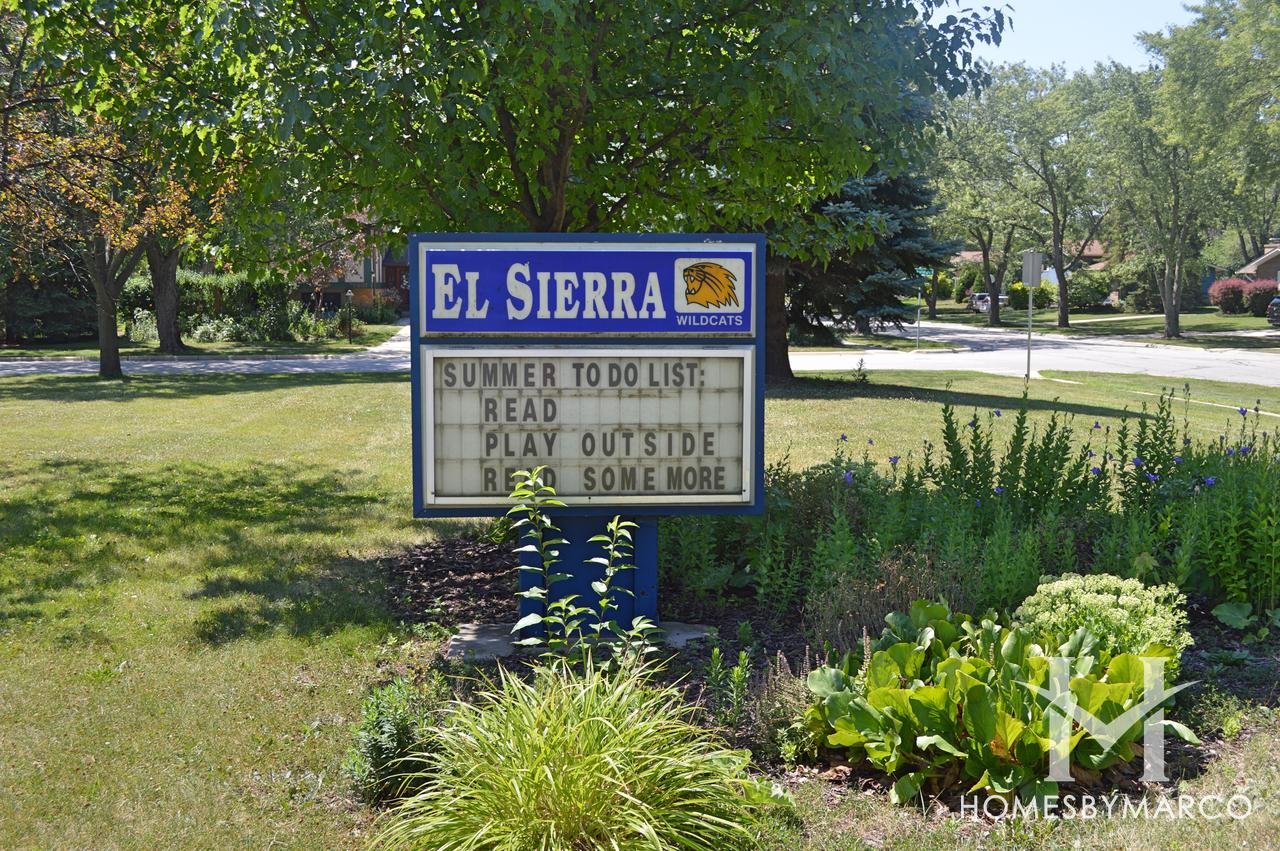 EL SIERRA
WILDCATS
SUMMER TO DO LIST:
READ
PLAY OUTSIDE
READ SOME MORE
HOMESBYMARCO